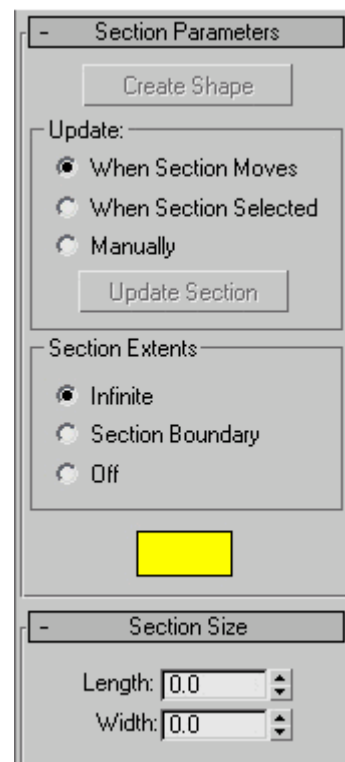 - Section Parameters
Create Shape
Update:
When Section Moves
When Section Selected
Manually
Update Section
Section Extents
Infinite
Section Boundary
Off
- Section Size
Length: 0.0
Width: 0.0